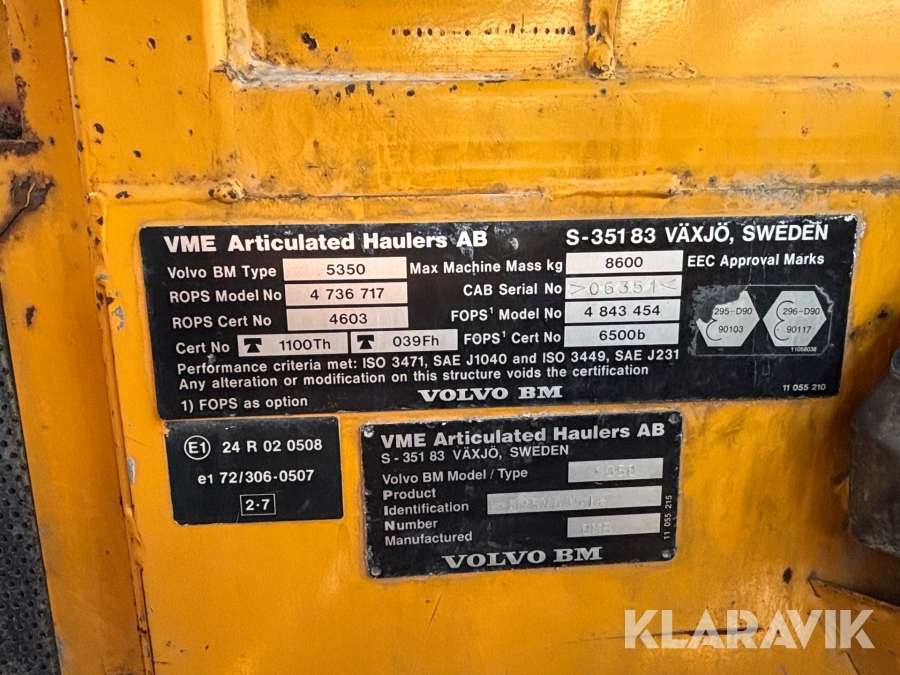 VME Articulated Haulers AB S-351 83 VÄXJÖ, SWEDEN
Volvo BM Type 5350 Max Machine Mass kg 8600 EEC Approval Marks
ROPS Model No 4 736 717 CAB Serial No >06351<
ROPS Cert No 4603 FOPS¹ Model No 4 843 454
Cert No 1100Th 039Fh FOPS¹ Cert No 6500b
295-D90 296-D90
90103 90117
11058038
Performance criteria met: ISO 3471, SAE J1040 and ISO 3449, SAE J231
Any alteration or modification on this structure voids the certification
1) FOPS as option VOLVO BM 11 055 210
E1 24 R 02 0508
e1 72/306-0507
2-7
VME Articulated Haulers AB
S-351 83 VÄXJÖ, SWEDEN
Volvo BM Model / Type 5350
Product
Identification
Number
Manufactured
VOLVO BM
11 055 215
KLARAVIK